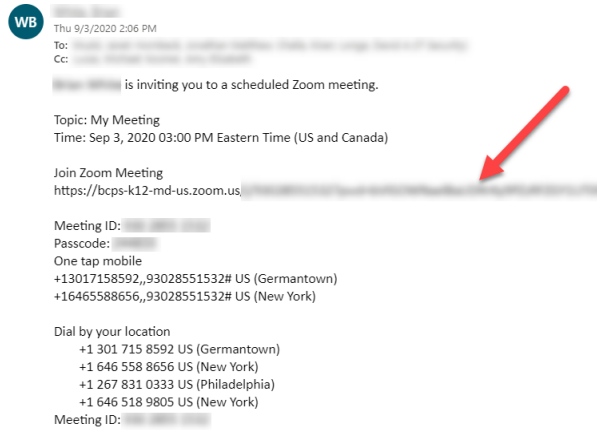 WB
Thu 9/3/2020 2:06 PM
To:
Cc:
is inviting you to a scheduled Zoom meeting.
Topic: My Meeting
Time: Sep 3, 2020 03:00 PM Eastern Time (US and Canada)
Join Zoom Meeting
https://bcps-k12-md-us.zoom.us/
Meeting ID:
Passcode:
One tap mobile
+13017158592,,93028551532# US (Germantown)
+16465588656,,93028551532# US (New York)
Dial by your location
+1 301 715 8592 US (Germantown)
+1 646 558 8656 US (New York)
+1 267 831 0333 US (Philadelphia)
+1 646 518 9805 US (New York)
Meeting ID: